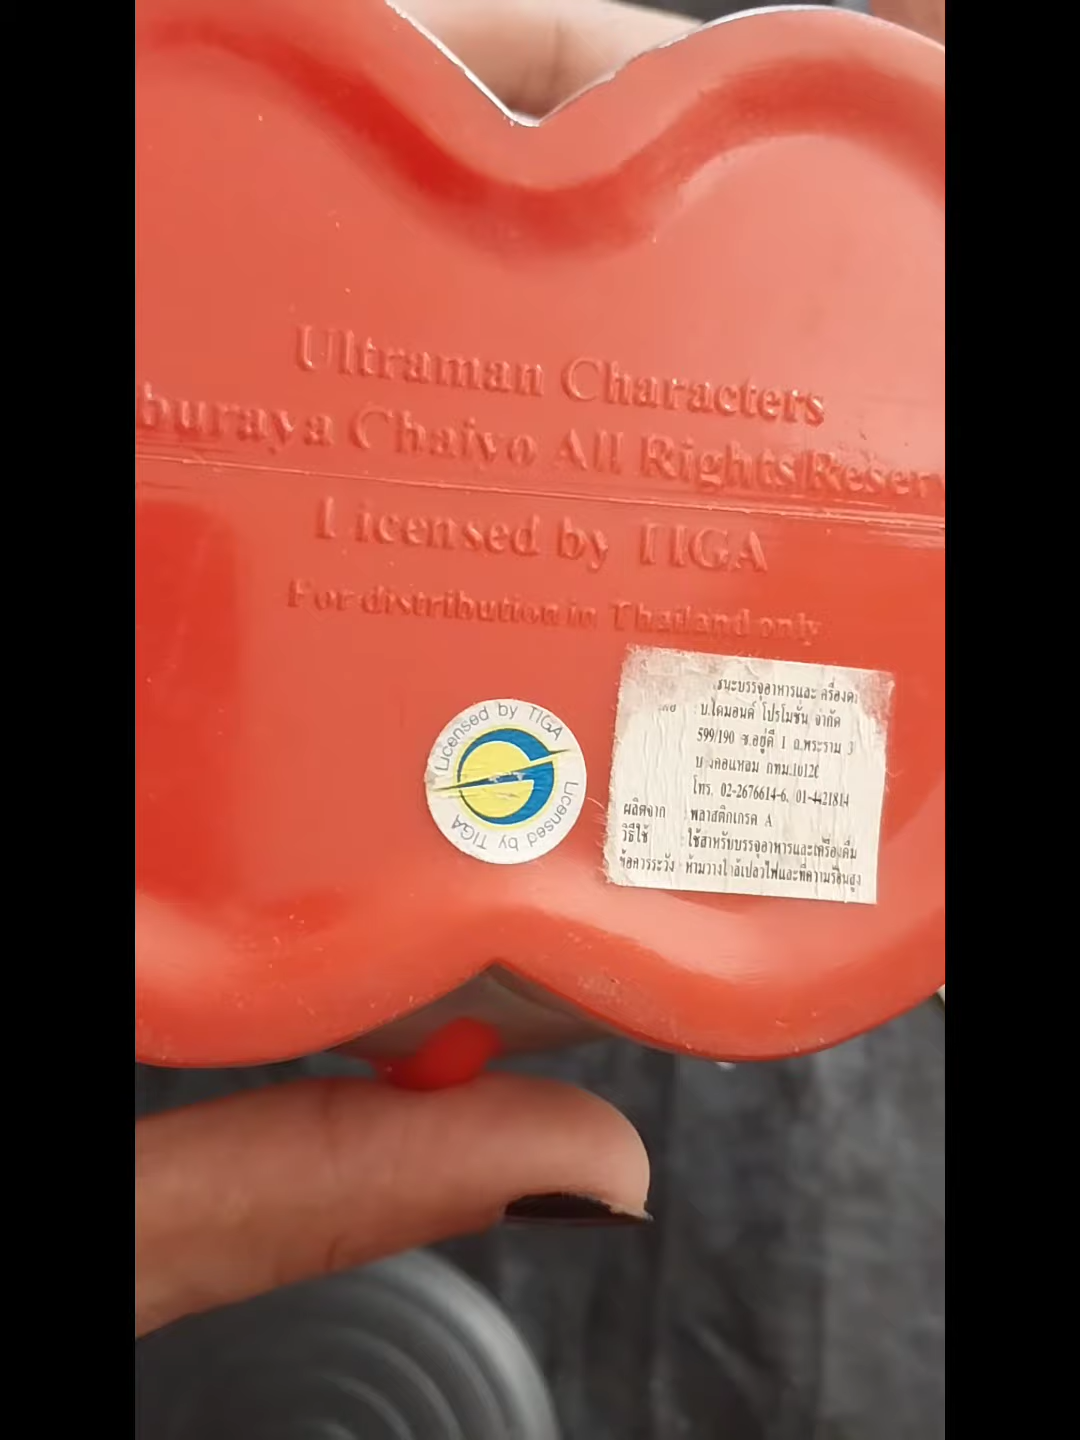 Ultraman Characters
buraya Chaiyo All Rights Reserv
Licensed by TIGA
For distribution in Thailand only
Licensed by TIGA
Licensed by TIGA
ชนะบรรจุอาหารและ
บ.ไดมอนด์ โปรโมชั่น จำกัด
599/190 ซ.อยู่ดี 1 ถ.พระราม 3
บางคอแหลม กทม.10120
โทร. 02-2676614-6, 01-4421814
ผลิตจาก : พลาสติกเกรด A
วิธีใช้ : ใช้สำหรับบรรจุอาหารและเครื่องดื่ม
ข้อควรระวัง : ห้ามวางใกล้เปลวไฟและที่ความร้อนสูง